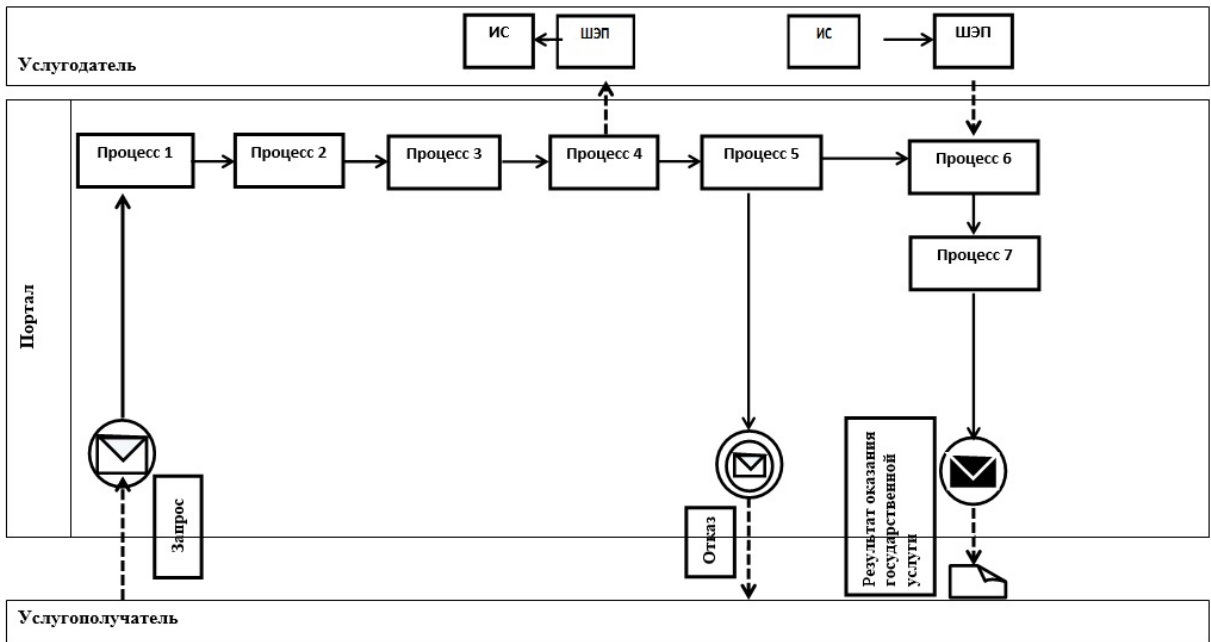 ИС
ШЭП
ИС
ШЭП
Услугодатель
Портал
Процесс 1
Процесс 2
Процесс 3
Процесс 4
Процесс 5
Процесс 6
Процесс 7
Запрос
Отказ
Результат оказания
государственной
услуги
Услугополучатель